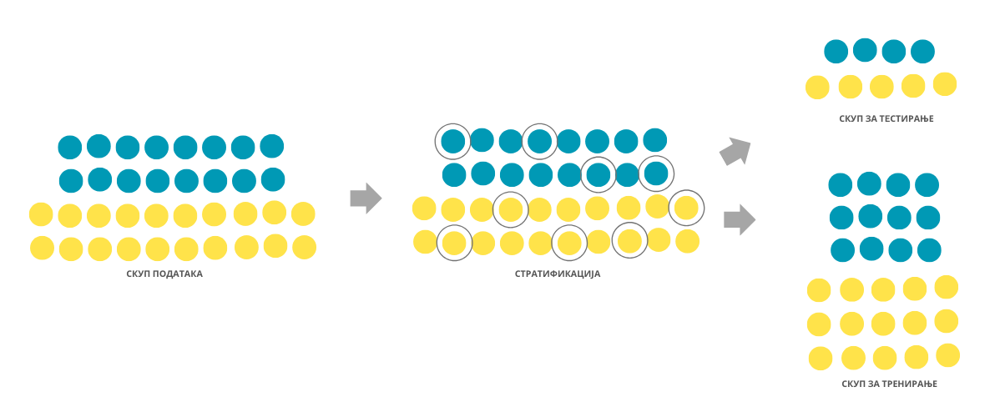 СКУП ПОДАТАКА
СТРАТИФИКАЦИЈА
СКУП ЗА ТЕСТИРАЊЕ
СКУП ЗА ТРЕНИРАЊЕ